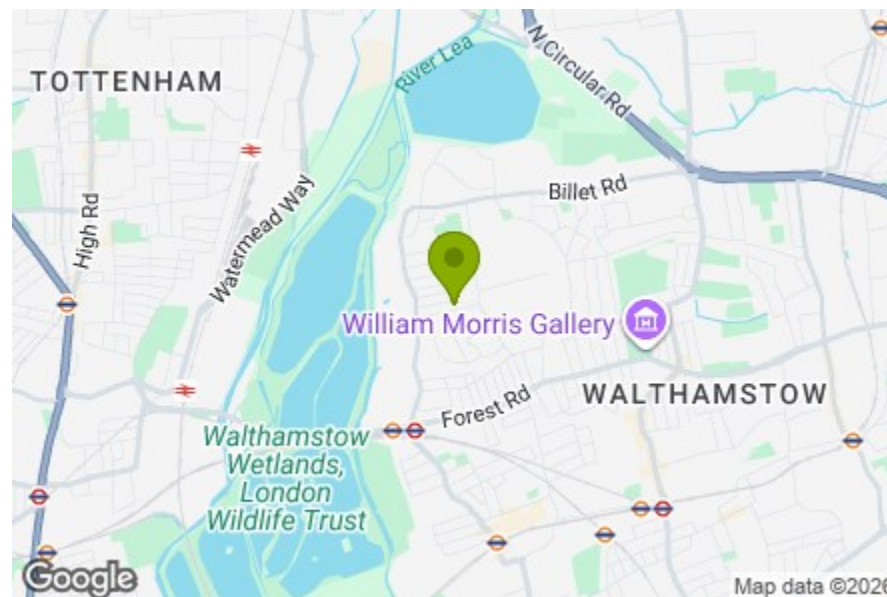 TOTTENHAM
River Lea
N Circular Rd
Billet Rd
Watermead Way
High Rd
William Morris Gallery
WALTHAMSTOW
Forest Rd
Walthamstow
Wetlands,
London
Wildlife Trust
Google
Map data ©2026